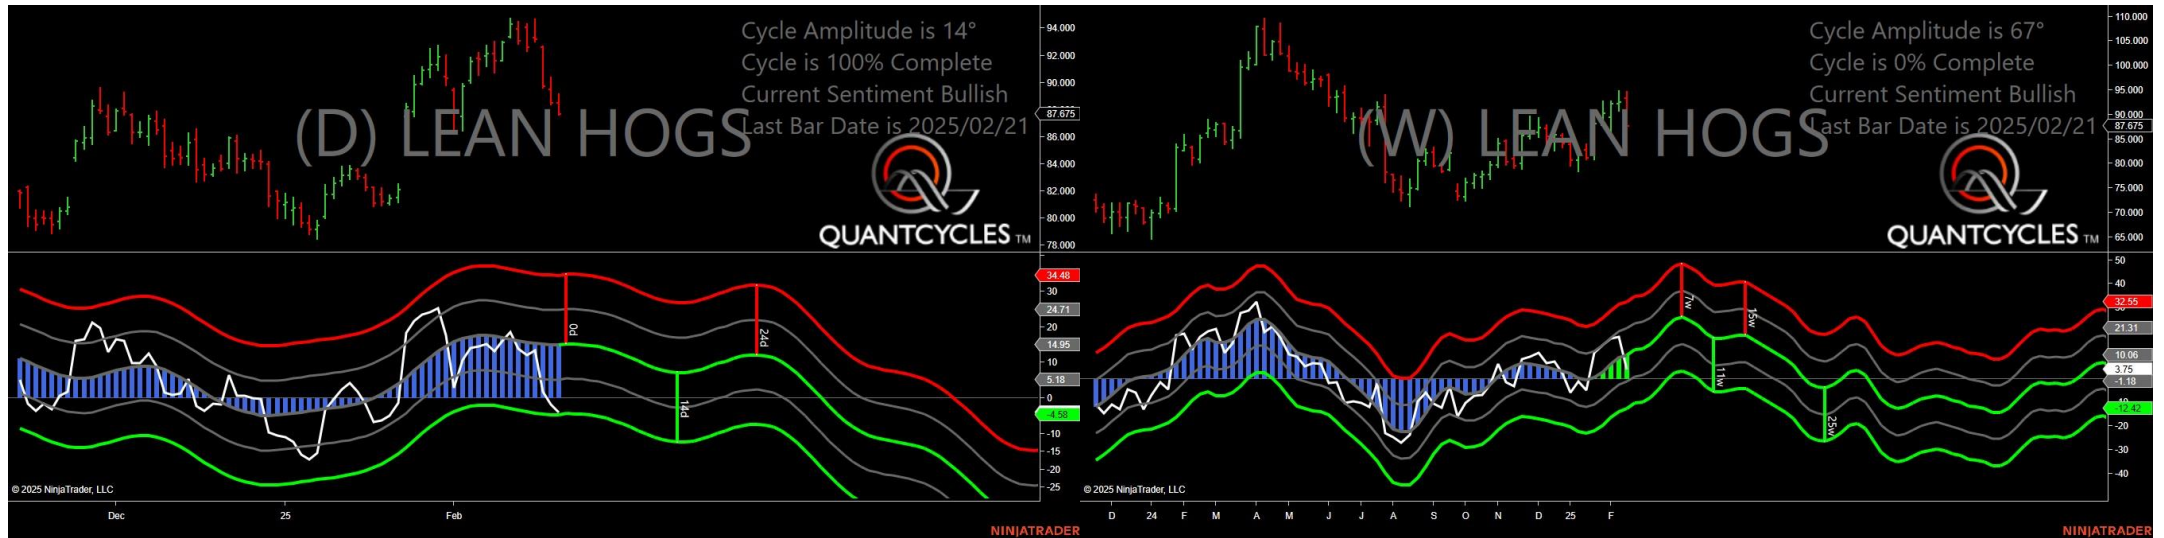 Cycle Amplitude is 14°
Cycle is 100% Complete
Current Sentiment Bullish
Last Bar Date is 2025/02/21
(D) LEAN HOGS
QUANTCYCLES TM
94.000
92.000
90.000
87.675
86.000
84.000
82.000
80.000
78.000
34.48
30
24.71
20
14.95
10
5.18
0
-4.58
-10
-15
-20
-25
0d
14d
24d
© 2025 NinjaTrader, LLC
Dec
25
Feb
NINJATRADER
Cycle Amplitude is 67°
Cycle is 0% Complete
Current Sentiment Bullish
Last Bar Date is 2025/02/21
(W) LEAN HOGS
QUANTCYCLES TM
110.000
105.000
100.000
95.000
90.000
87.675
85.000
80.000
75.000
70.000
65.000
50
40
32.55
21.31
10.06
3.75
-1.18
-12.42
-20
-30
-40
7w
11w
15w
25w
© 2025 NinjaTrader, LLC
D 24 F M A M J J A S O N D 25 F
NINJATRADER